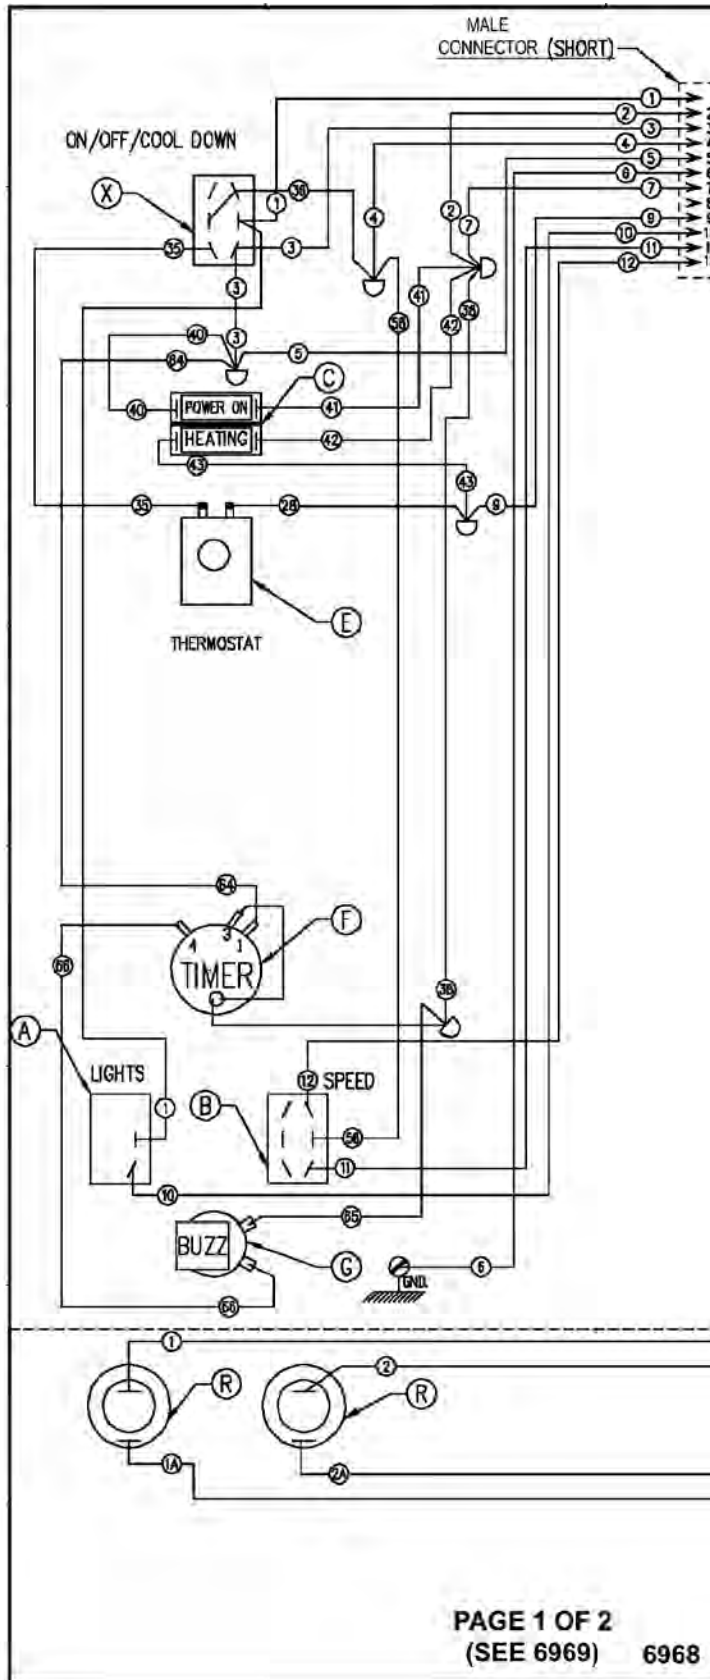 MALE
CONNECTOR (SHORT)
1
2
3
4
5
6
7
9
10
11
12
ON/OFF/COOL DOWN
X
1
36
35
3
4
2
7
3
41
58
42
36
40
3
64
5
C
40
POWER ON
41
HEATING
42
43
43
35
28
9
E
THERMOSTAT
64
4
3
1
F
TIMER
66
36
A
LIGHTS
12
SPEED
1
B
58
11
10
65
BUZZ
G
6
GND.
66
1
R
2
R
1A
2A
PAGE 1 OF 2
(SEE 6969)
6968